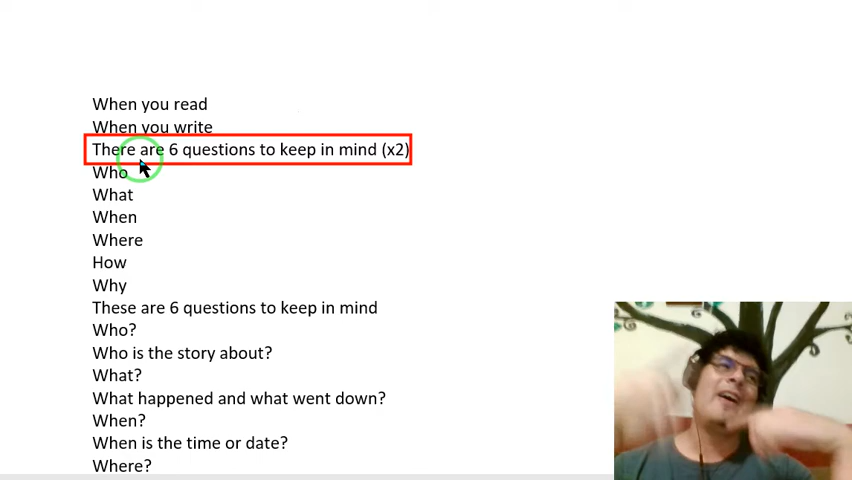 When you read
When you write
There are 6 questions to keep in mind (x2)
Who
What
When
Where
How
Why
These are 6 questions to keep in mind
Who?
Who is the story about?
What?
What happened and what went down?
When?
When is the time or date?
Where?